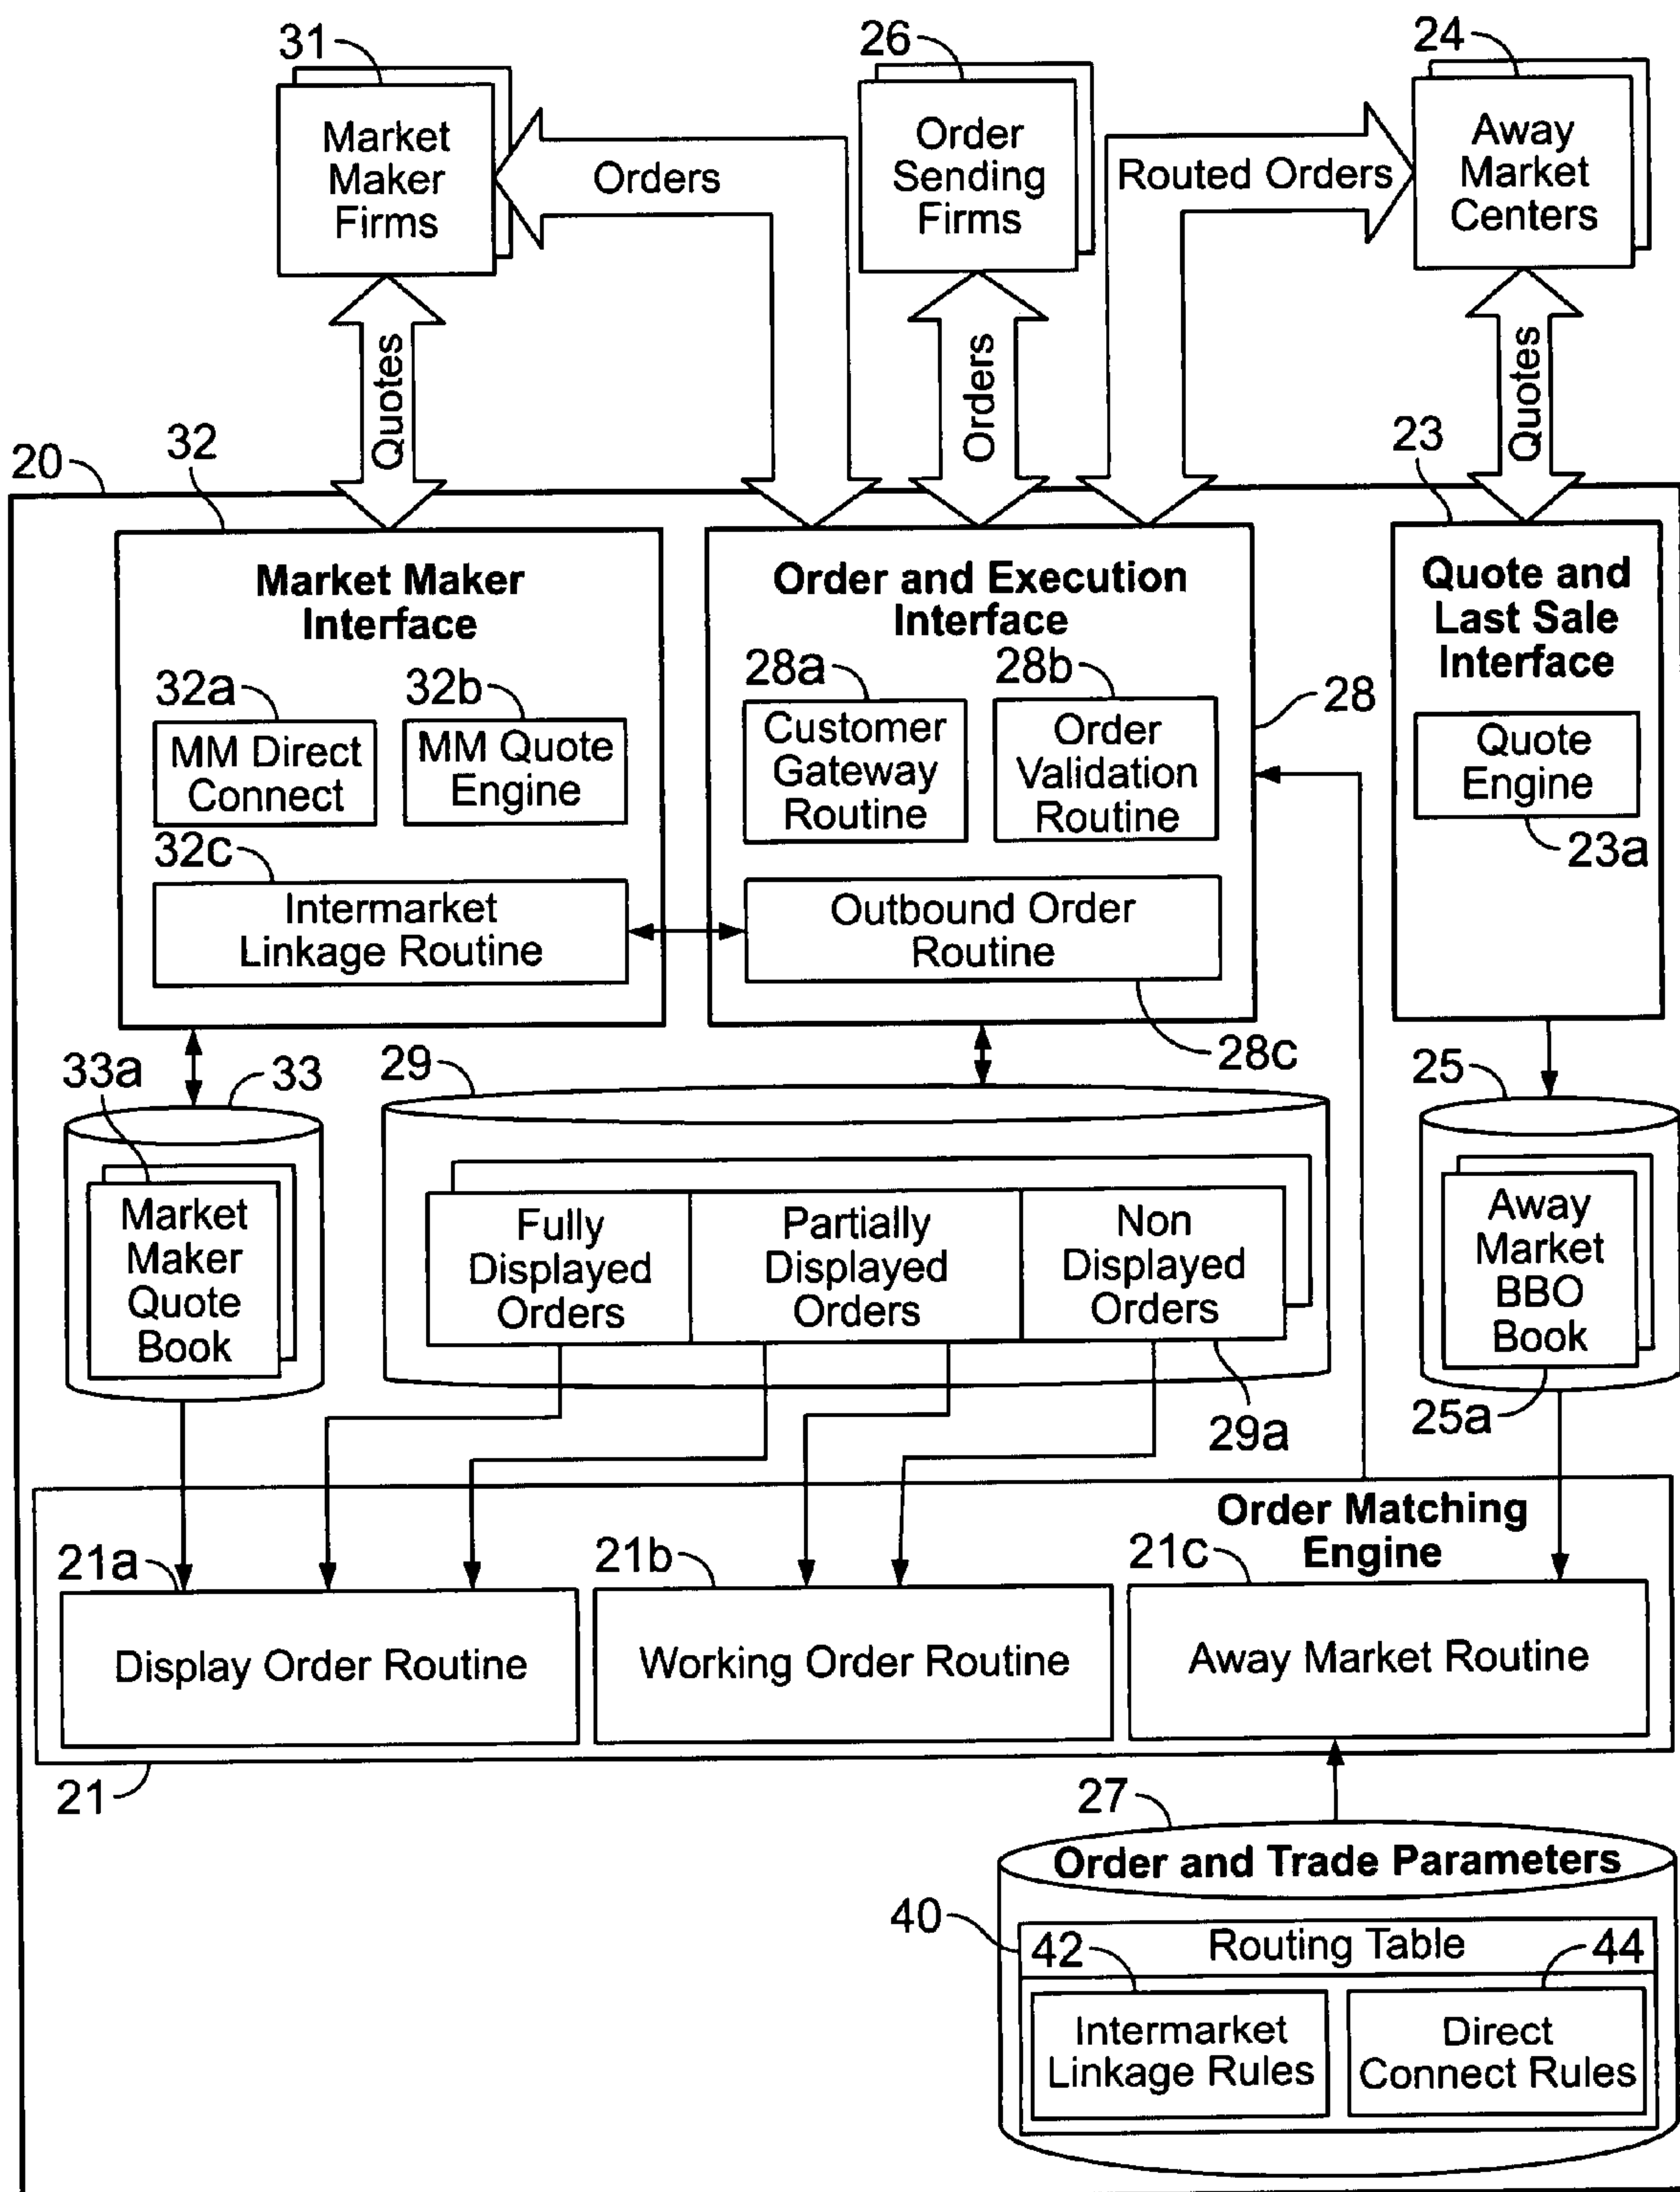 31
26
24
Market
Maker
Firms
Orders
Order
Sending
Firms
Routed Orders
Away
Market
Centers
Quotes
Orders
Quotes
20
32
23
Market Maker
Interface
32a
32b
MM Direct
Connect
MM Quote
Engine
32c
Intermarket
Linkage Routine
Order and Execution
Interface
28a
28b
28
Customer
Gateway
Routine
Order
Validation
Routine
Outbound Order
Routine
28c
Quote and
Last Sale
Interface
Quote
Engine
23a
33a
33
29
25
Market
Maker
Quote
Book
Fully
Displayed
Orders
Partially
Displayed
Orders
Non
Displayed
Orders
29a
Away
Market
BBO
Book
25a
Order Matching
Engine
21a
21b
21c
Display Order Routine
Working Order Routine
Away Market Routine
21
27
Order and Trade Parameters
40
Routing Table
42
44
Intermarket
Linkage Rules
Direct
Connect Rules